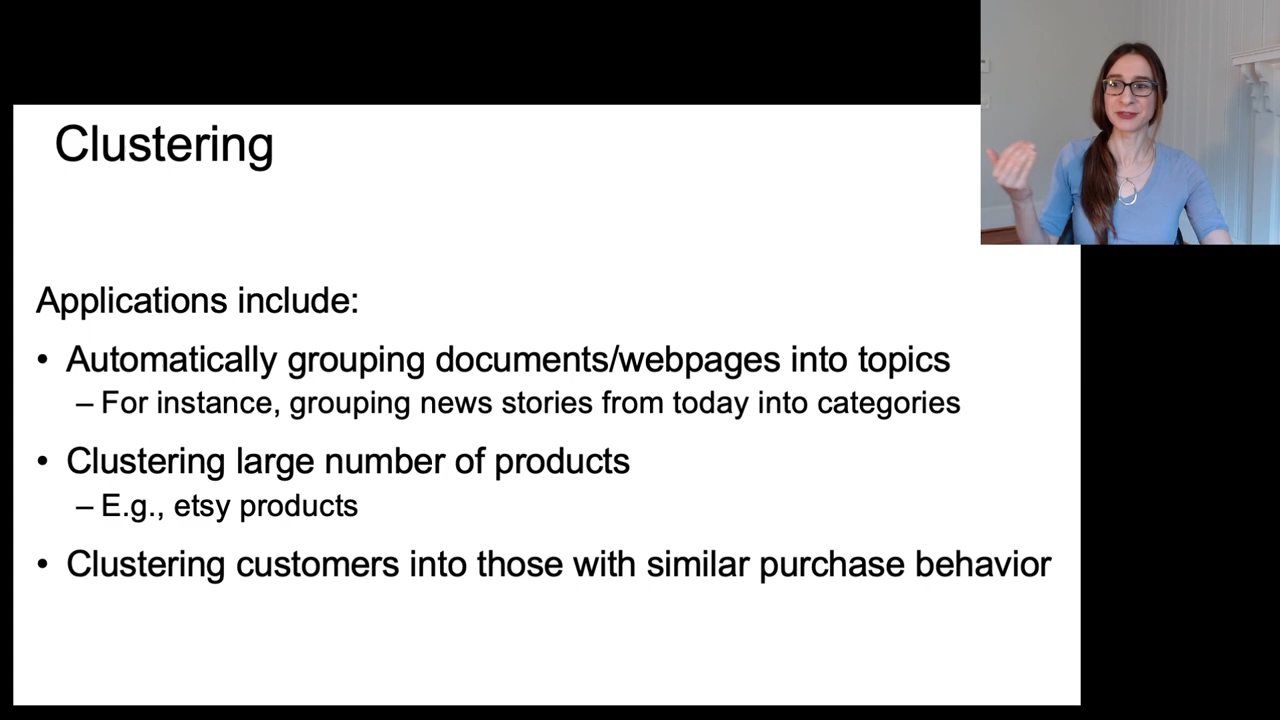 Clustering
Applications include:
• Automatically grouping documents/webpages into topics
– For instance, grouping news stories from today into categories
• Clustering large number of products
– E.g., etsy products
• Clustering customers into those with similar purchase behavior